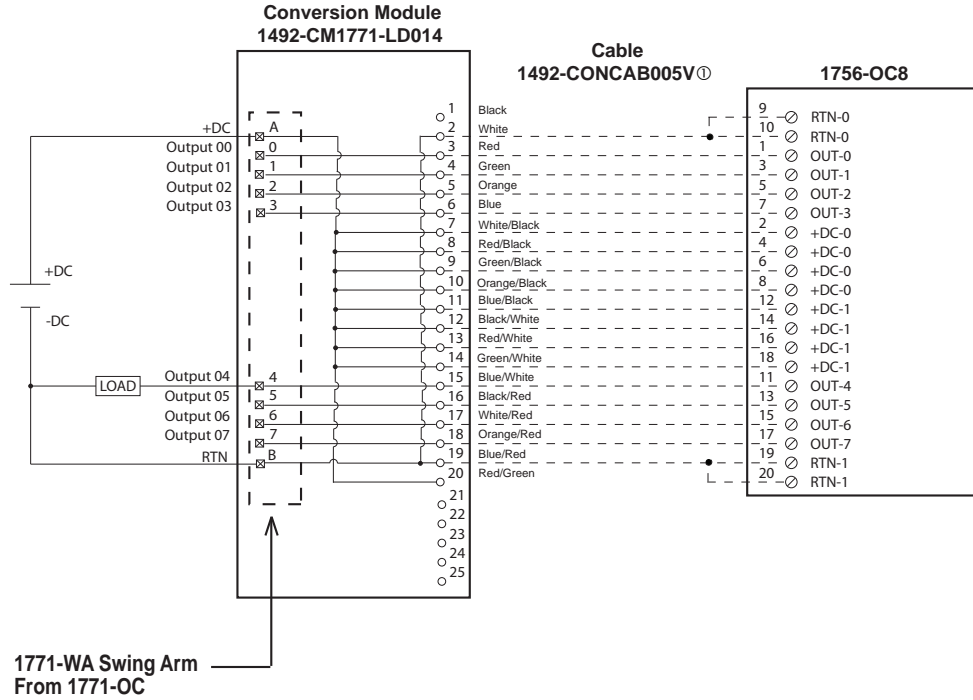 Conversion Module
1492-CM1771-LD014
Cable
1492-CONCAB005V①
1756-OC8
+DC A
Output 00 0
Output 01 1
Output 02 2
Output 03 3
+DC
-DC
LOAD
Output 04 4
Output 05 5
Output 06 6
Output 07 7
RTN B
1 Black 9 RTN-0
2 White 10 RTN-0
3 Red 1 OUT-0
4 Green 3 OUT-1
5 Orange 5 OUT-2
6 Blue 7 OUT-3
7 White/Black 2 +DC-0
8 Red/Black 4 +DC-0
9 Green/Black 6 +DC-0
10 Orange/Black 8 +DC-0
11 Blue/Black 12 +DC-1
12 Black/White 14 +DC-1
13 Red/White 16 +DC-1
14 Green/White 18 +DC-1
15 Blue/White 11 OUT-4
16 Black/Red 13 OUT-5
17 White/Red 15 OUT-6
18 Orange/Red 17 OUT-7
19 Blue/Red 19 RTN-1
20 Red/Green 20 RTN-1
21
22
23
24
25
1771-WA Swing Arm
From 1771-OC